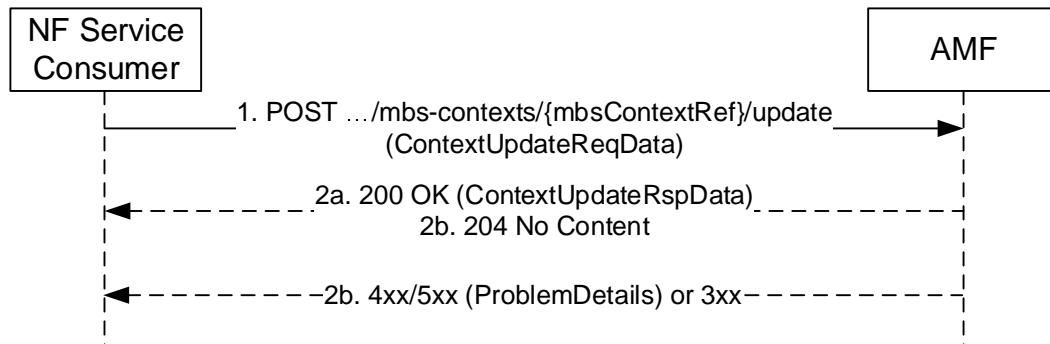 NF Service
Consumer
AMF
1. POST .../mbs-contexts/{mbsContextRef}/update
(ContextUpdateReqData)
2a. 200 OK (ContextUpdateRspData)
2b. 204 No Content
2b. 4xx/5xx (ProblemDetails) or 3xx